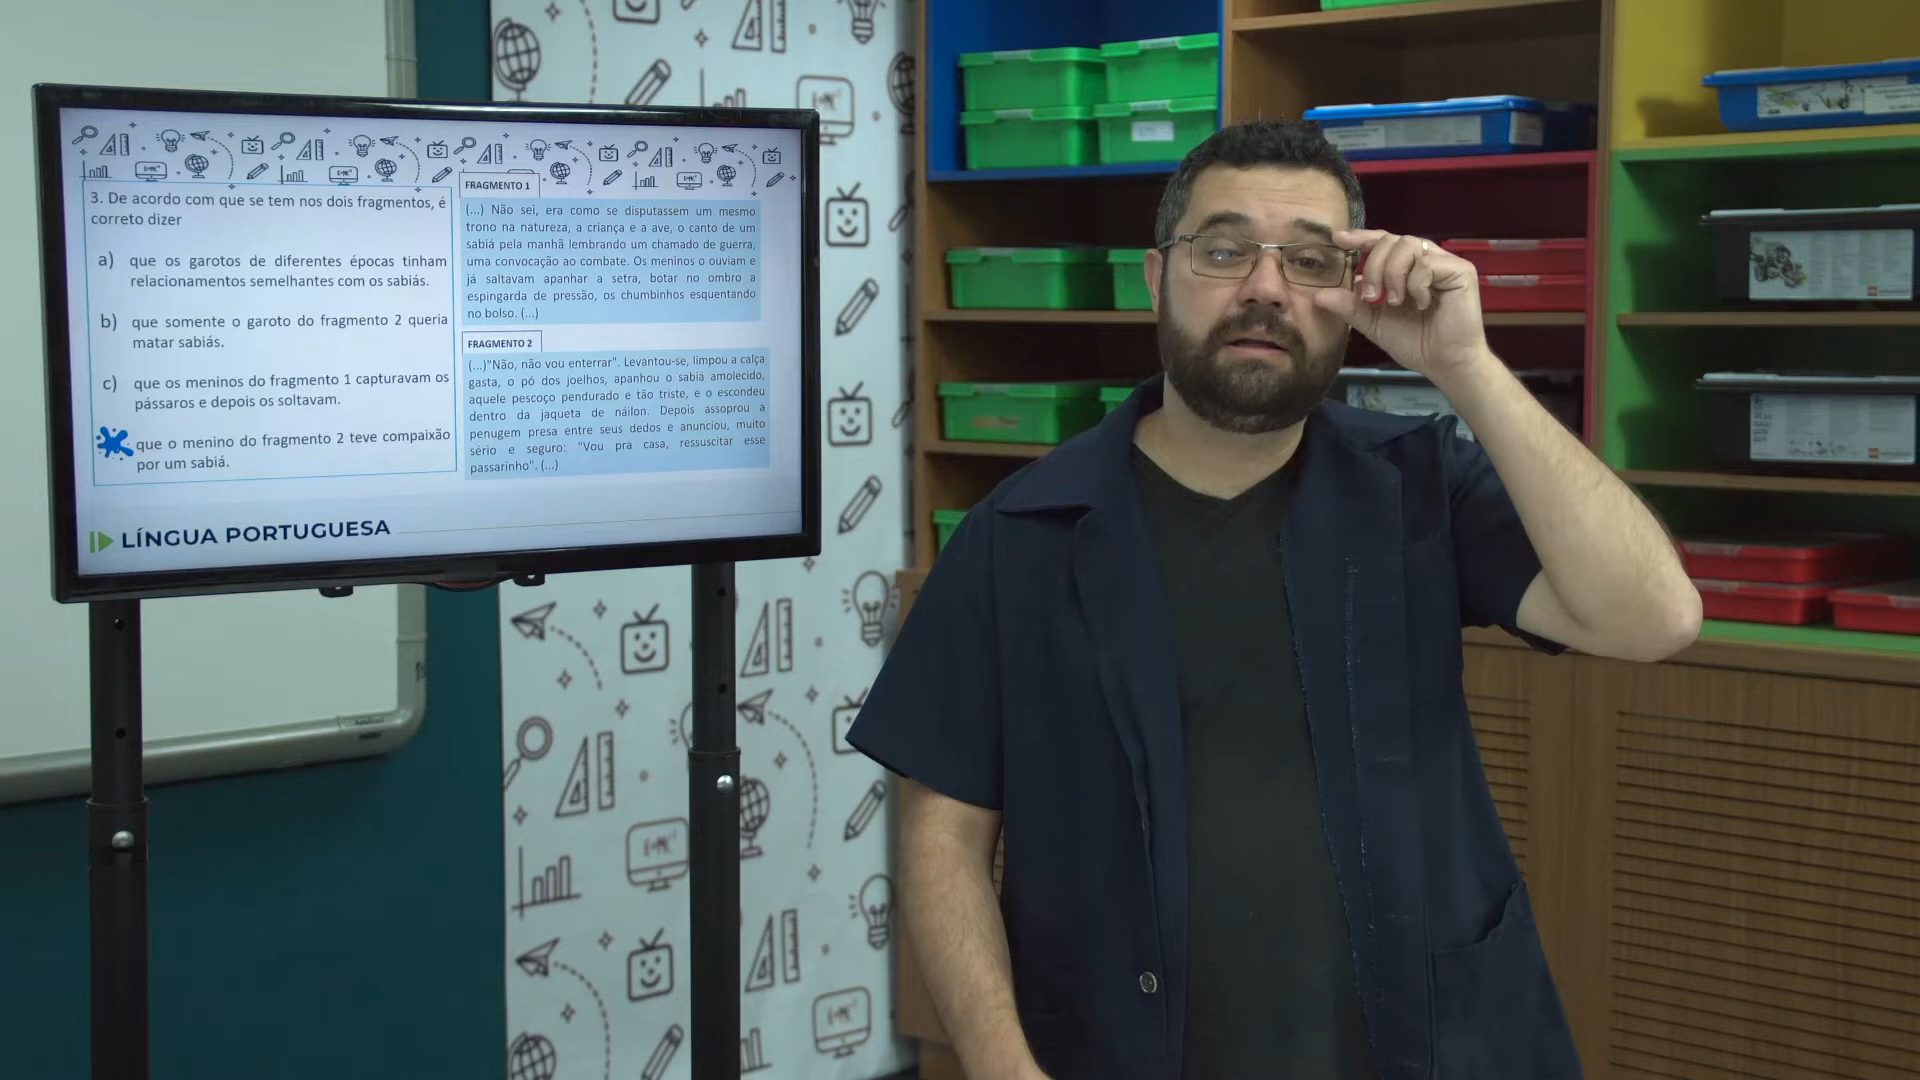 3. De acordo com que se tem nos dois fragmentos, é
correto dizer
a) que os garotos de diferentes épocas tinham
relacionamentos semelhantes com os sabiás.
b) que somente o garoto do fragmento 2 queria
matar sabiás.
c) que os meninos do fragmento 1 capturavam os
pássaros e depois os soltavam.
que o menino do fragmento 2 teve compaixão
por um sabiá.
FRAGMENTO 1
(...) Não sei, era como se disputassem um mesmo
trono na natureza, a criança e a ave, o canto de um
sabiá pela manhã lembrando um chamado de guerra,
uma convocação ao combate. Os meninos o ouviam e
já saltavam apanhar a setra, botar no ombro a
espingarda de pressão, os chumbinhos esquentando
no bolso. (...)
FRAGMENTO 2
(...)"Não, não vou enterrar". Levantou-se, limpou a calça
gasta, o pó dos joelhos, apanhou o sabiá amolecido,
aquele pescoço pendurado e tão triste, e o escondeu
dentro da jaqueta de náilon. Depois assoprou a
penugem presa entre seus dedos e anunciou, muito
sério e seguro: "Vou pra casa, ressuscitar esse
passarinho". (...)
LÍNGUA PORTUGUESA